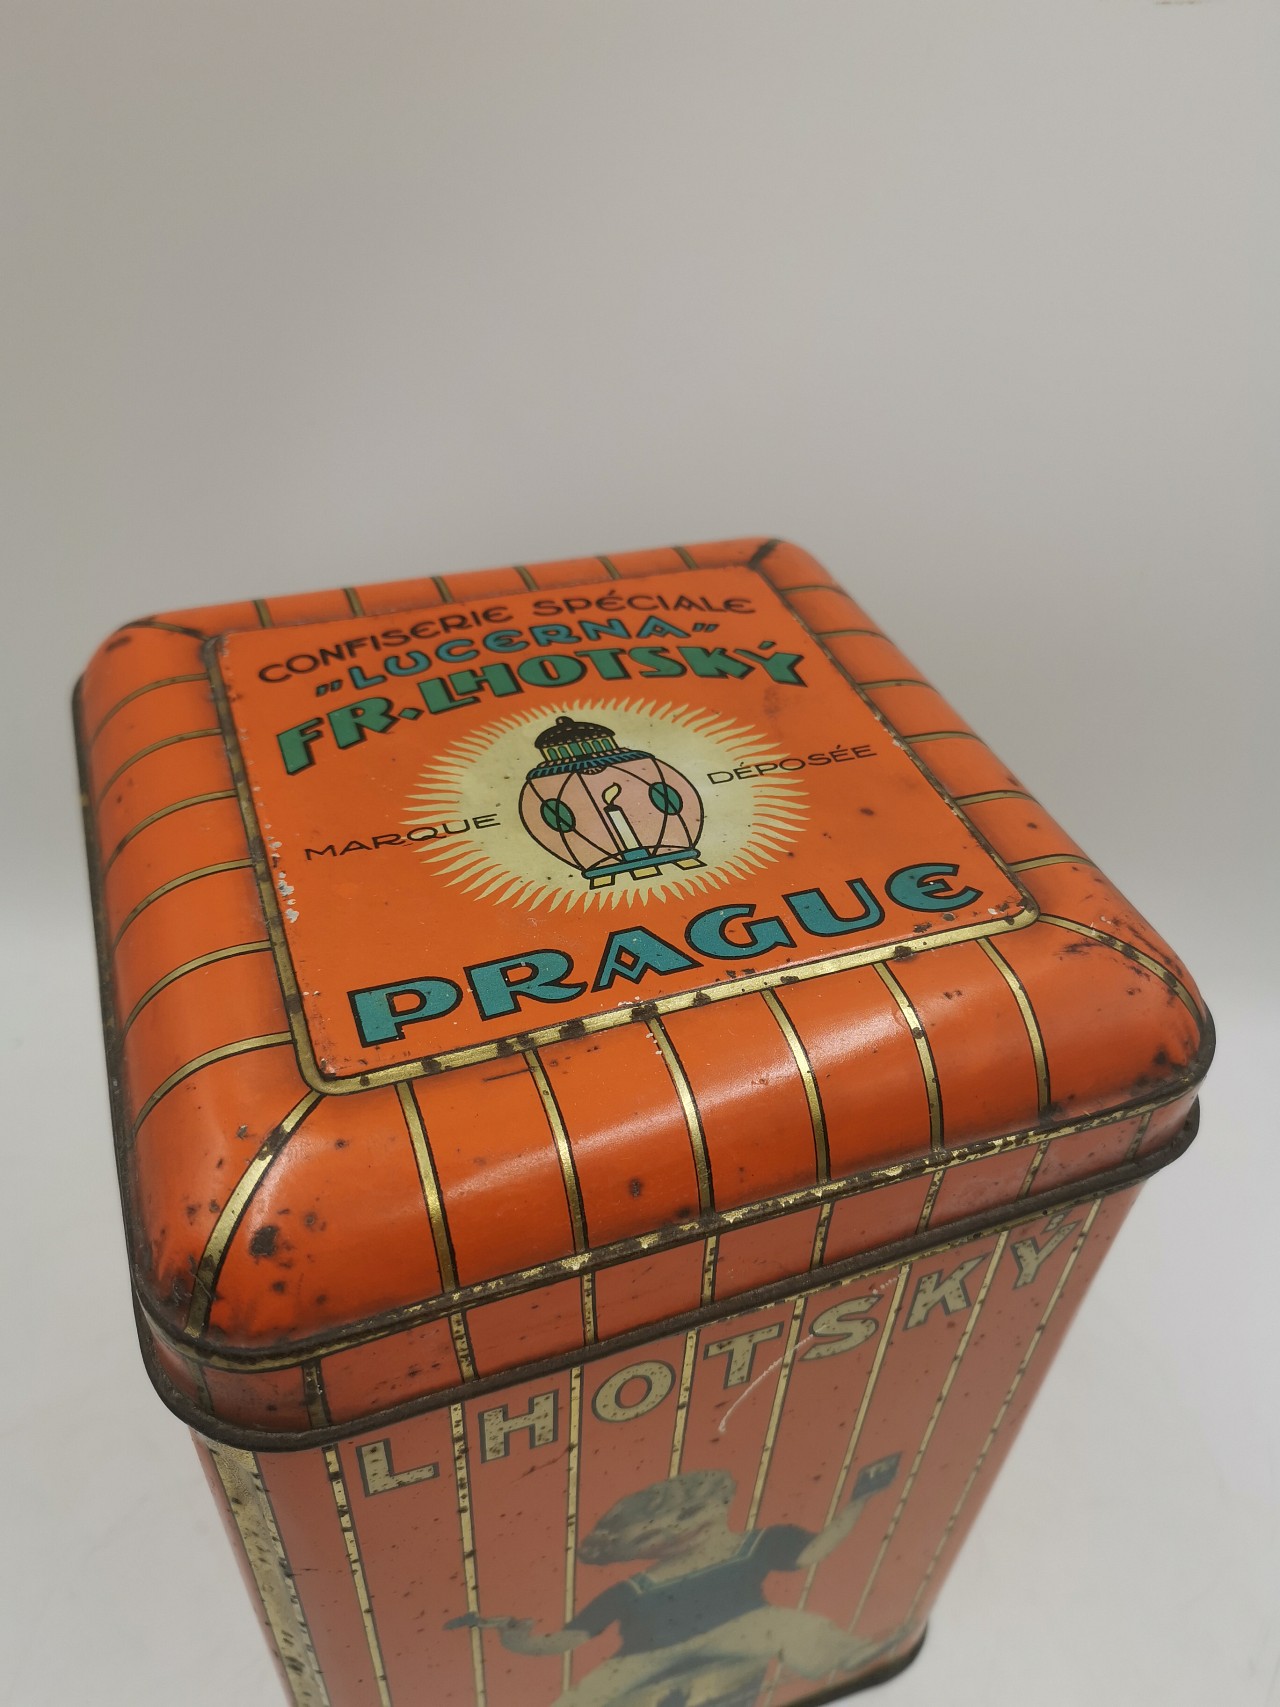 CONFISERIE SPÉCIALE
„LUCERNA”
FR. LHOTSKÝ
MARQUE DÉPOSÉE
PRAGUE
LHOTSKÝ